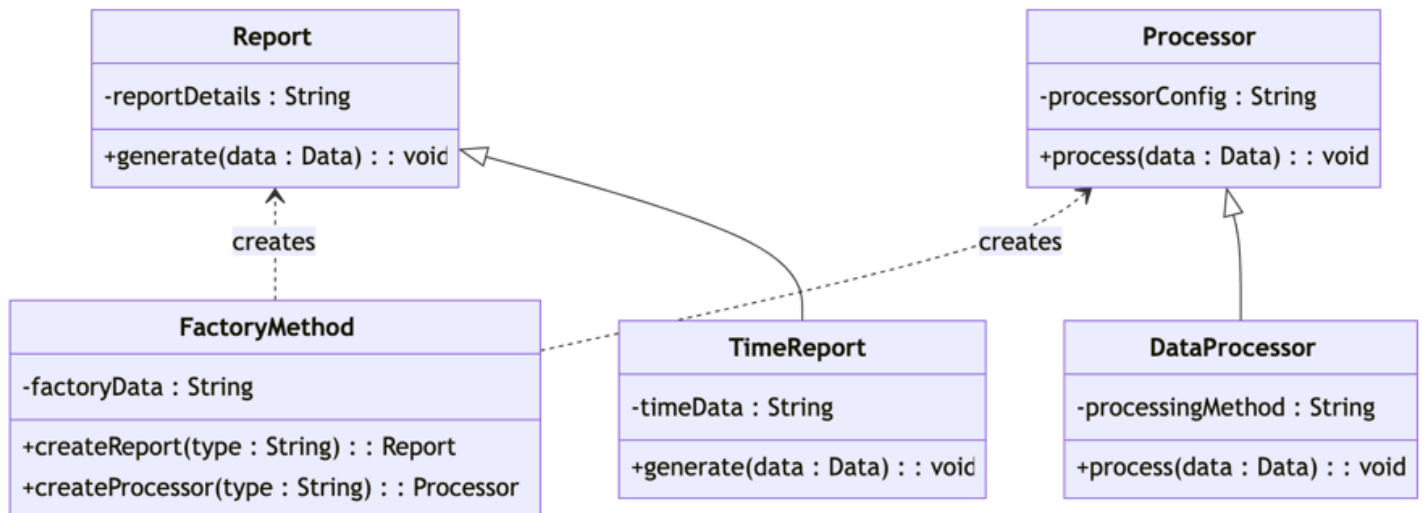 Report
-reportDetails : String
+generate(data : Data) : : void
Processor
-processorConfig : String
+process(data : Data) : : void
creates
creates
FactoryMethod
-factoryData : String
+createReport(type : String) : : Report
+createProcessor(type : String) : : Processor
TimeReport
-timeData : String
+generate(data : Data) : : void
DataProcessor
-processingMethod : String
+process(data : Data) : : void